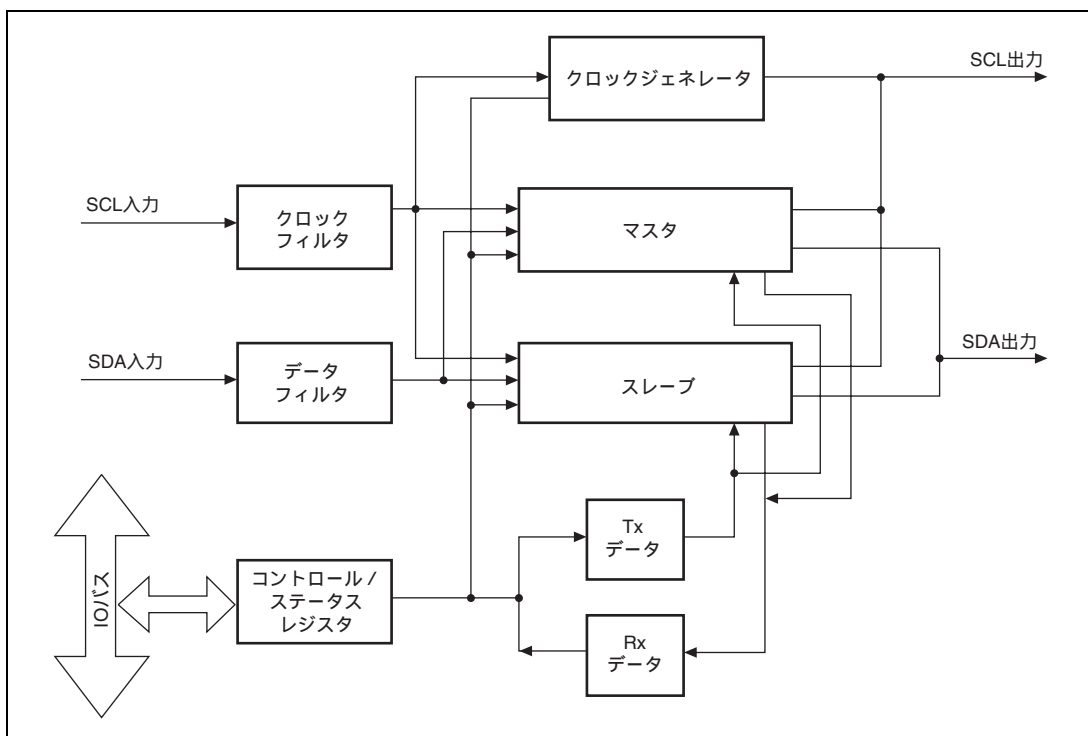 SCL出力
クロックジェネレータ
SCL入力
クロック
フィルタ
マスタ
SDA出力
SDA入力
データ
フィルタ
スレーブ
Tx
データ
IOバス
コントロール /
ステータス
レジスタ
Rx
データ